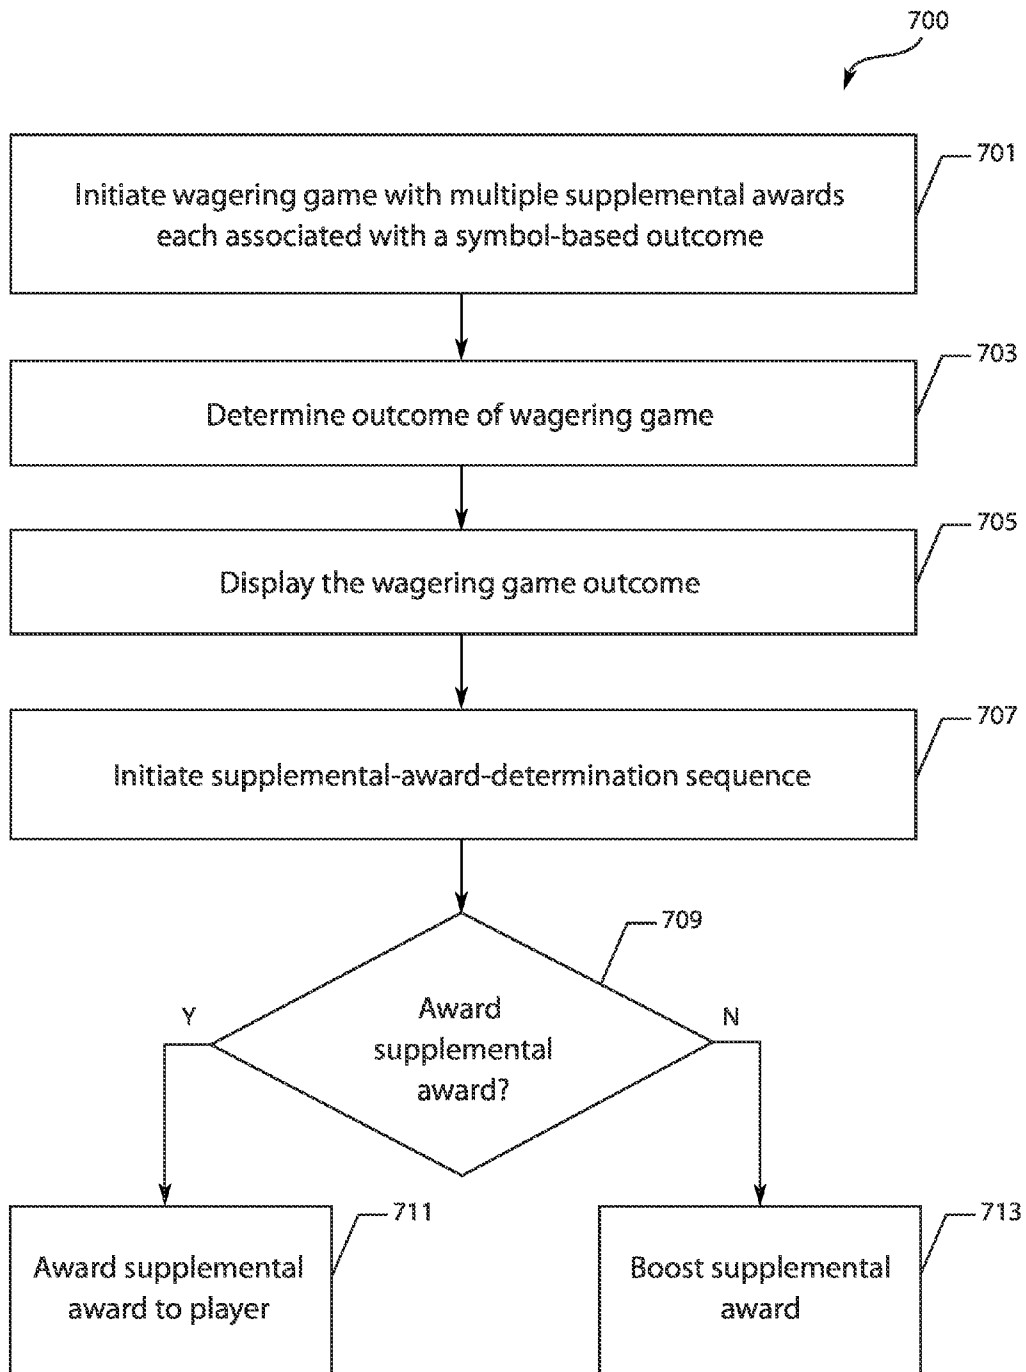 700
Initiate wagering game with multiple supplemental awards
each associated with a symbol-based outcome
701
Determine outcome of wagering game
703
Display the wagering game outcome
705
Initiate supplemental-award-determination sequence
707
Award
supplemental
award?
709
Y
N
Award supplemental
award to player
711
Boost supplemental
award
713